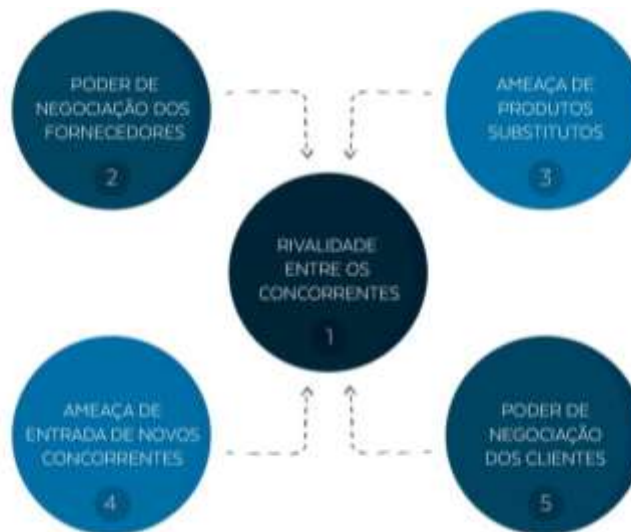 PODER DE
NEGOCIAÇÃO DOS
FORNECEDORES
2
AMEAÇA DE
PRODUTOS
SUBSTITUTOS
3
RIVALIDADE
ENTRE OS
CONCORRENTES
1
AMEAÇA DE
ENTRADA DE NOVOS
CONCORRENTES
4
PODER DE
NEGOCIAÇÃO
DOS CLIENTES
5